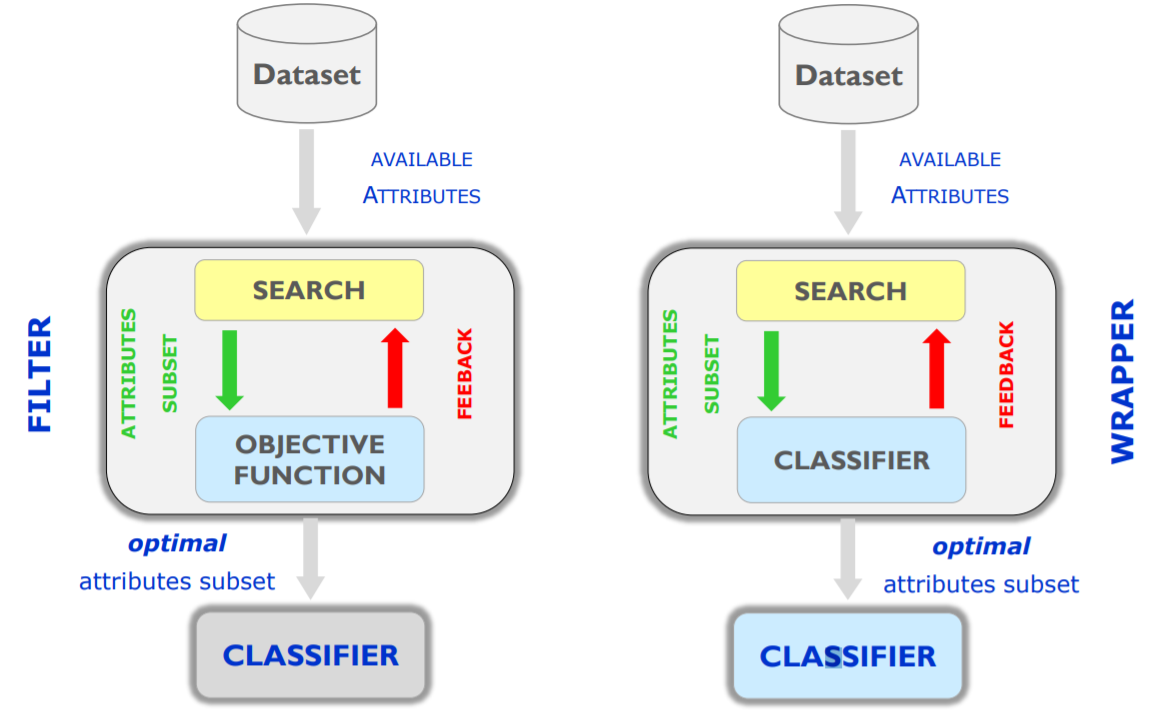 Dataset
AVAILABLE
ATTRIBUTES
FILTER
SEARCH
ATTRIBUTES
SUBSET
FEEBACK
OBJECTIVE
FUNCTION
optimal
attributes subset
CLASSIFIER
Dataset
AVAILABLE
ATTRIBUTES
SEARCH
ATTRIBUTES
SUBSET
FEEDBACK
CLASSIFIER
WRAPPER
optimal
attributes subset
CLASSIFIER